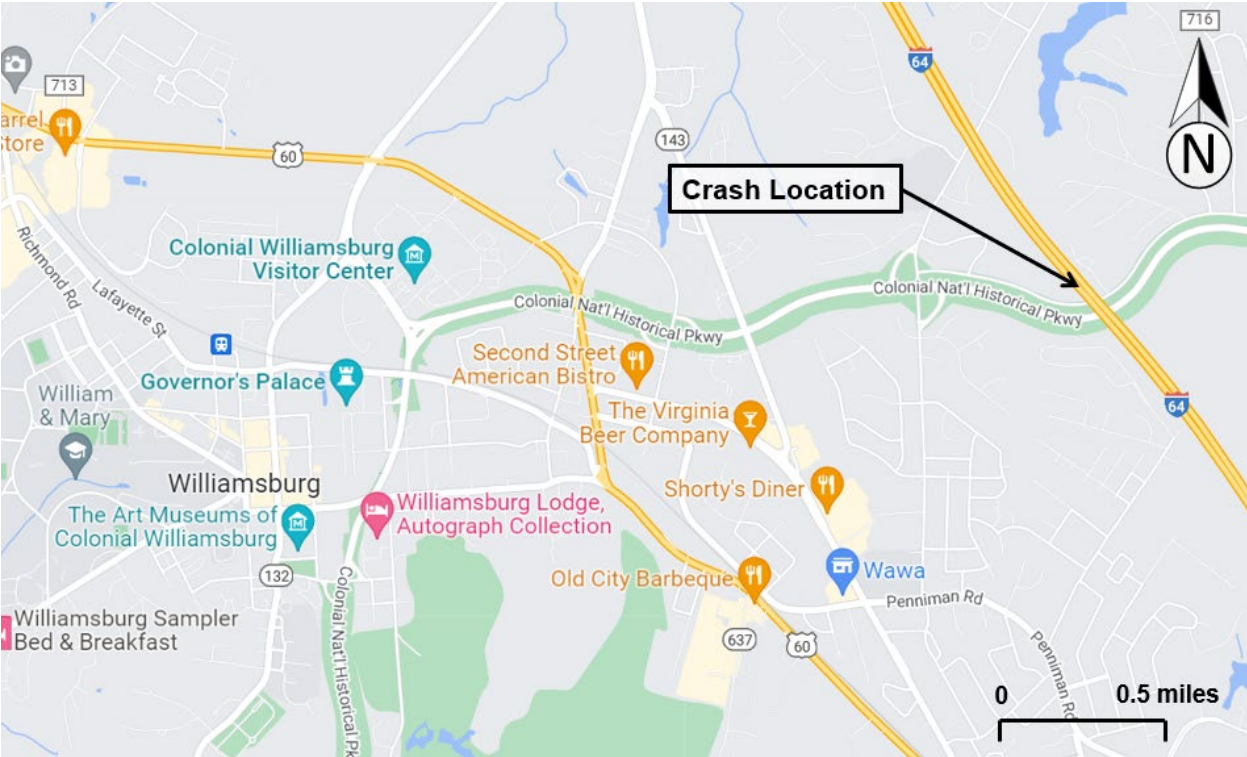 716
64
713
arrel
Store
60
143
N
Crash Location
Colonial Williamsburg
Visitor Center
Richmond Rd
Lafayette St
Colonial Nat'l Historical Pkwy
Colonial Nat'l Historical Pkwy
Second Street
American Bistro
Governor's Palace
William
& Mary
64
The Virginia
Beer Company
Williamsburg
Shorty's Diner
Williamsburg Lodge,
Autograph Collection
The Art Museums of
Colonial Williamsburg
Old City Barbeque
Wawa
132
Colonial Nat'l Historical Pk
Penniman Rd
Williamsburg Sampler
Bed & Breakfast
637
60
Penniman Rd
0 0.5 miles